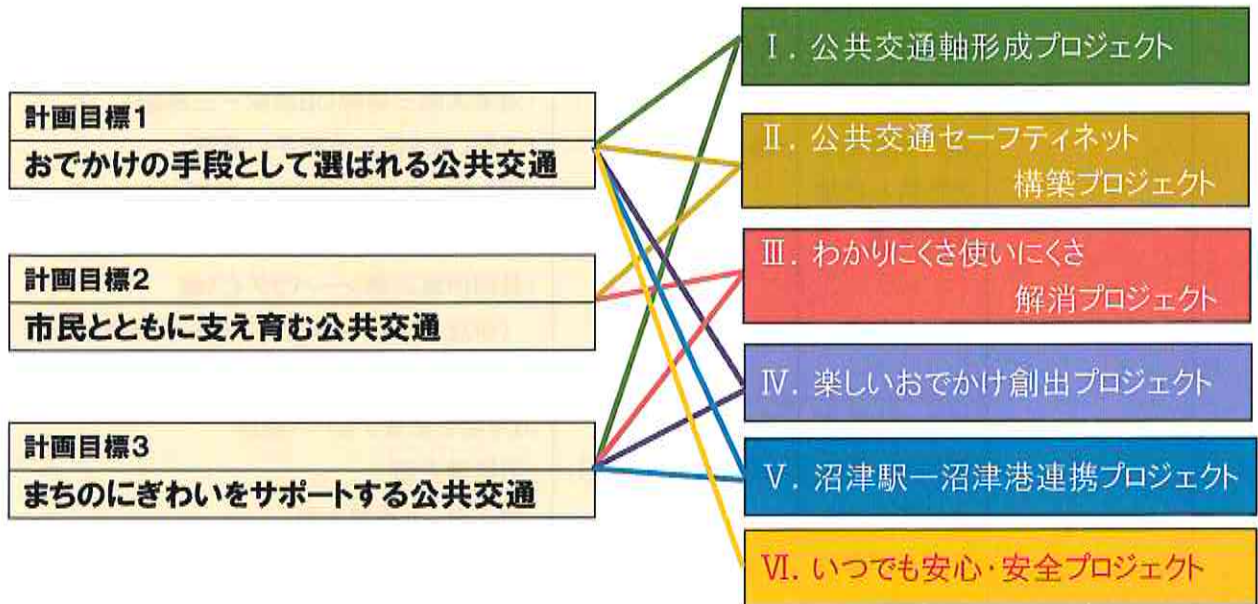 計画目標1
おでかけの手段として選ばれる公共交通
計画目標2
市民とともに支え育む公共交通
計画目標3
まちのにぎわいをサポートする公共交通
Ⅰ. 公共交通軸形成プロジェクト
Ⅱ. 公共交通セーフティネット
構築プロジェクト
Ⅲ. わかりにくさ使いにくさ
解消プロジェクト
Ⅳ. 楽しいおでかけ創出プロジェクト
Ⅴ. 沼津駅ー沼津港連携プロジェクト
Ⅵ. いつでも安心・安全プロジェクト